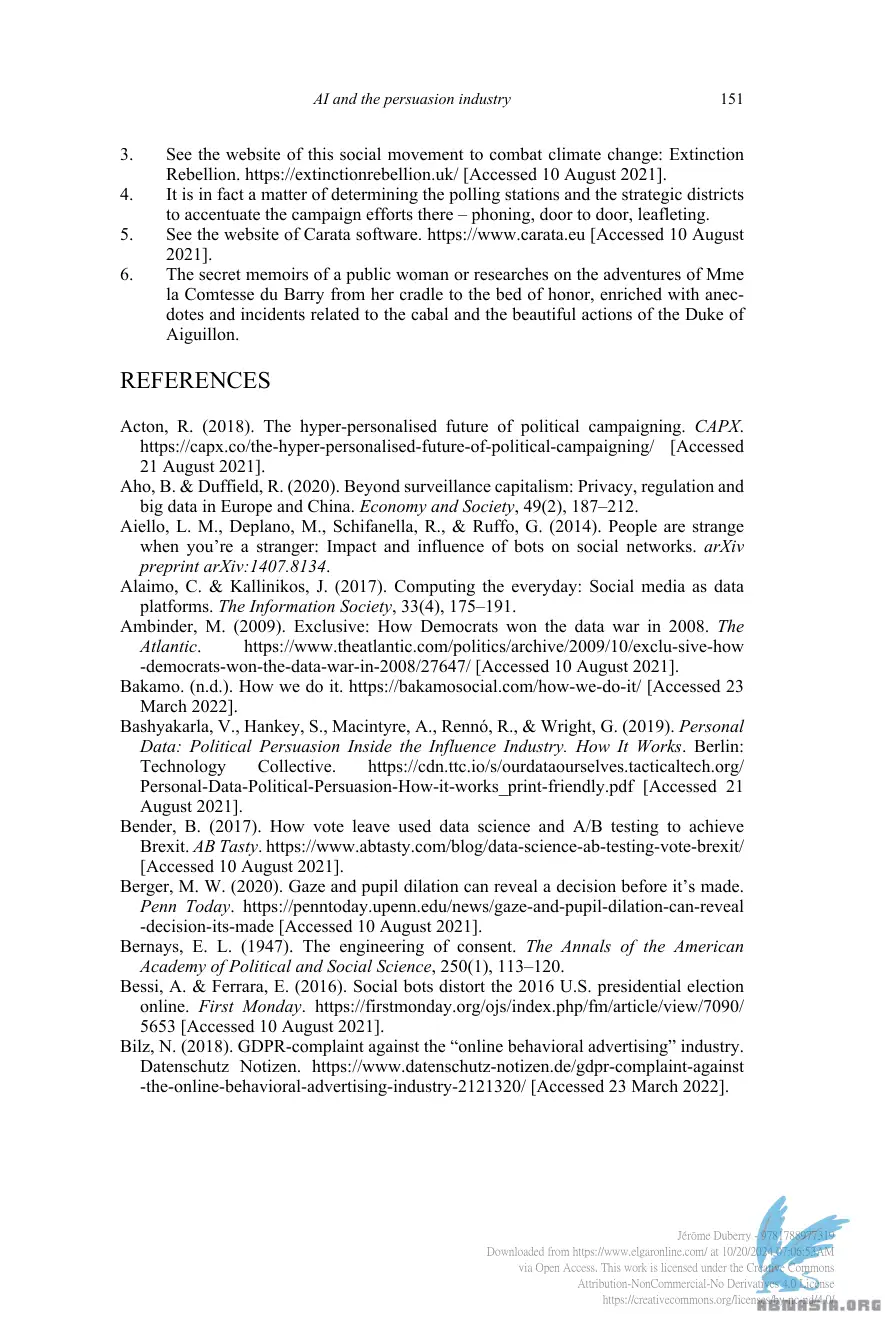 AI and the persuasion industry 151
3. See the website of this social movement to combat climate change: Extinction
Rebellion. https://extinctionrebellion.uk/ [Accessed 10 August 2021].
4. It is in fact a matter of determining the polling stations and the strategic districts
to accentuate the campaign efforts there – phoning, door to door, leafleting.
5. See the website of Carata software. https://www.carata.eu [Accessed 10 August
2021].
6. The secret memoirs of a public woman or researches on the adventures of Mme
la Comtesse du Barry from her cradle to the bed of honor, enriched with anec-
dotes and incidents related to the cabal and the beautiful actions of the Duke of
Aiguillon.
REFERENCES
Acton, R. (2018). The hyper-personalised future of political campaigning. CAPX.
https://capx.co/the-hyper-personalised-future-of-political-campaigning/ [Accessed
21 August 2021].
Aho, B. & Duffield, R. (2020). Beyond surveillance capitalism: Privacy, regulation and
big data in Europe and China. Economy and Society, 49(2), 187–212.
Aiello, L. M., Deplano, M., Schifanella, R., & Ruffo, G. (2014). People are strange
when you’re a stranger: Impact and influence of bots on social networks. arXiv
preprint arXiv:1407.8134.
Alaimo, C. & Kallinikos, J. (2017). Computing the everyday: Social media as data
platforms. The Information Society, 33(4), 175–191.
Ambinder, M. (2009). Exclusive: How Democrats won the data war in 2008. The
Atlantic. https://www.theatlantic.com/politics/archive/2009/10/exclu-sive-how
-democrats-won-the-data-war-in-2008/27647/ [Accessed 10 August 2021].
Bakamo. (n.d.). How we do it. https://bakamosocial.com/how-we-do-it/ [Accessed 23
March 2022].
Bashyakarla, V., Hankey, S., Macintyre, A., Rennó, R., & Wright, G. (2019). Personal
Data: Political Persuasion Inside the Influence Industry. How It Works. Berlin:
Technology Collective. https://cdn.ttc.io/s/ourdataourselves.tacticaltech.org/
Personal-Data-Political-Persuasion-How-it-works_print-friendly.pdf [Accessed 21
August 2021].
Bender, B. (2017). How vote leave used data science and A/B testing to achieve
Brexit. AB Tasty. https://www.abtasty.com/blog/data-science-ab-testing-vote-brexit/
[Accessed 10 August 2021].
Berger, M. W. (2020). Gaze and pupil dilation can reveal a decision before it’s made.
Penn Today. https://penntoday.upenn.edu/news/gaze-and-pupil-dilation-can-reveal
-decision-its-made [Accessed 10 August 2021].
Bernays, E. L. (1947). The engineering of consent. The Annals of the American
Academy of Political and Social Science, 250(1), 113–120.
Bessi, A. & Ferrara, E. (2016). Social bots distort the 2016 U.S. presidential election
online. First Monday. https://firstmonday.org/ojs/index.php/fm/article/view/7090/
5653 [Accessed 10 August 2021].
Bilz, N. (2018). GDPR-complaint against the “online behavioral advertising” industry.
Datenschutz Notizen. https://www.datenschutz-notizen.de/gdpr-complaint-against
-the-online-behavioral-advertising-industry-2121320/ [Accessed 23 March 2022].
Jérôme Duberry - 9781788977319
Downloaded from https://www.elgaronline.com/ at 10/20/2024 07:06:53AM
via Open Access. This work is licensed under the Creative Commons
Attribution-NonCommercial-No Derivatives 4.0 License
https://creativecommons.org/licenses/by-nc-nd/4.0/
ABNASIA.ORG